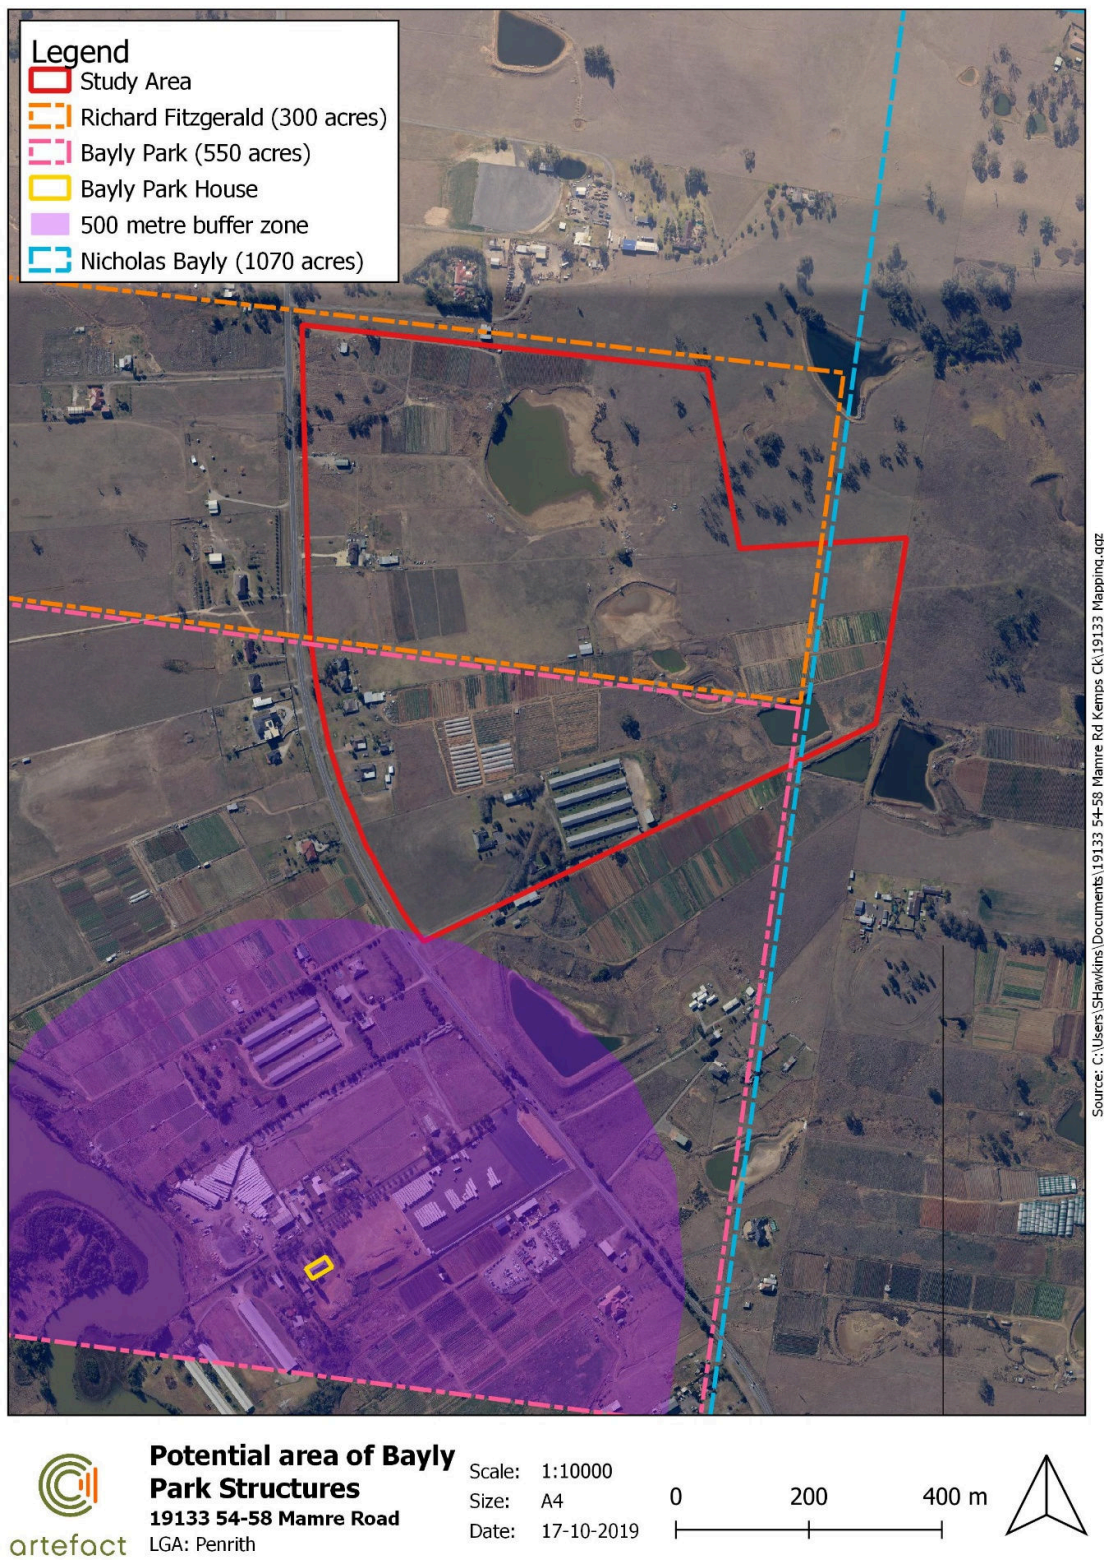 Legend
Study Area
Richard Fitzgerald (300 acres)
Bayly Park (550 acres)
Bayly Park House
500 metre buffer zone
Nicholas Bayly (1070 acres)
Source: C:\Users\SHawkins\Documents\19133 54-58 Mamre Rd Kemps Ck\19133 Mapping.qgz
artefact
Potential area of Bayly
Park Structures
19133 54-58 Mamre Road
LGA: Penrith
Scale: 1:10000
Size: A4
Date: 17-10-2019
0 200 400 m